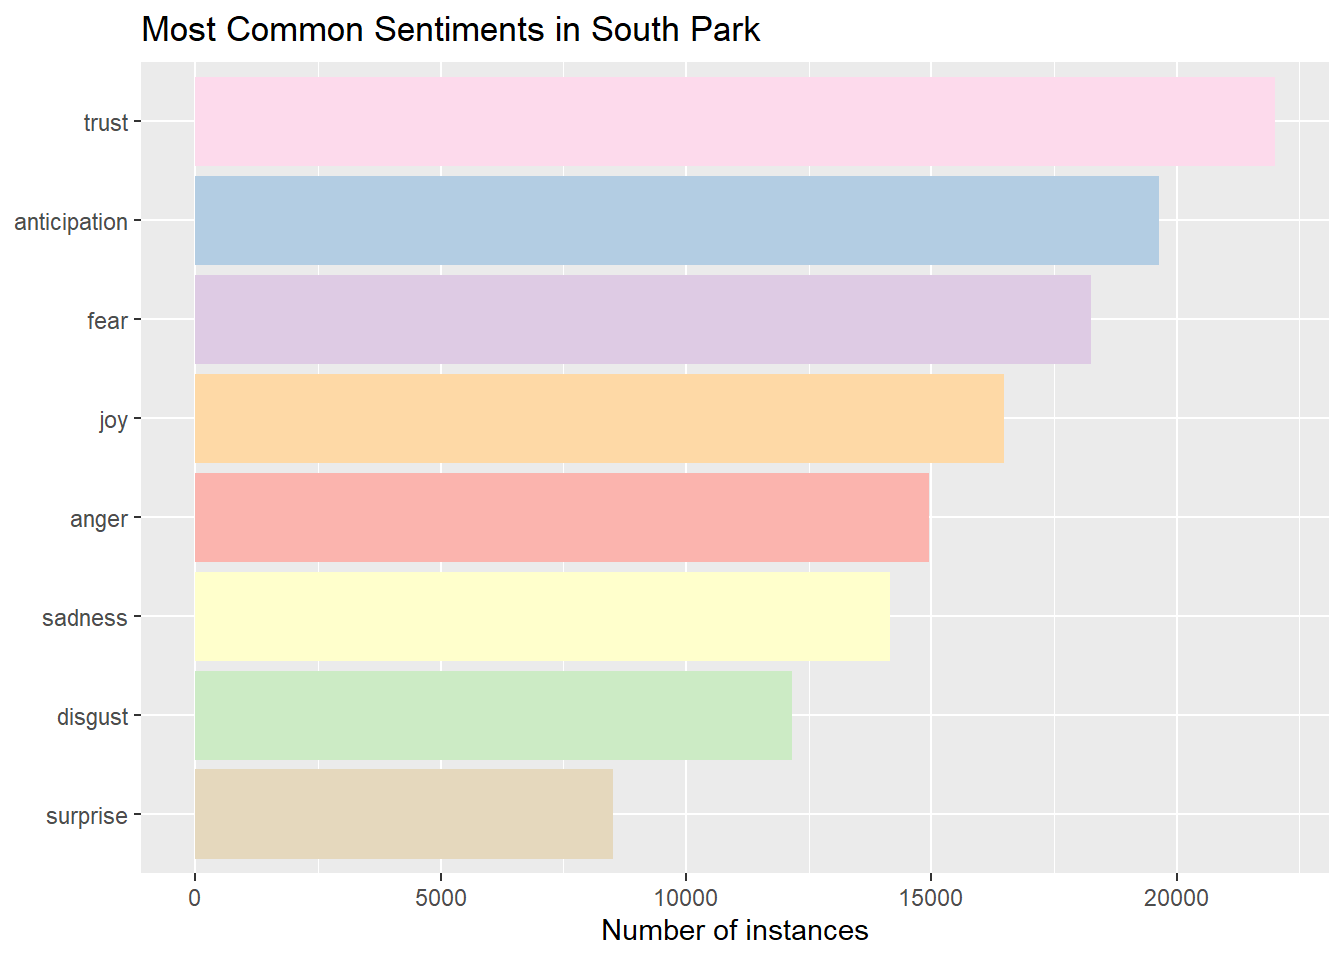 Most Common Sentiments in South Park
trust
anticipation
fear
joy
anger
sadness
disgust
surprise
0 5000 10000 15000 20000
Number of instances